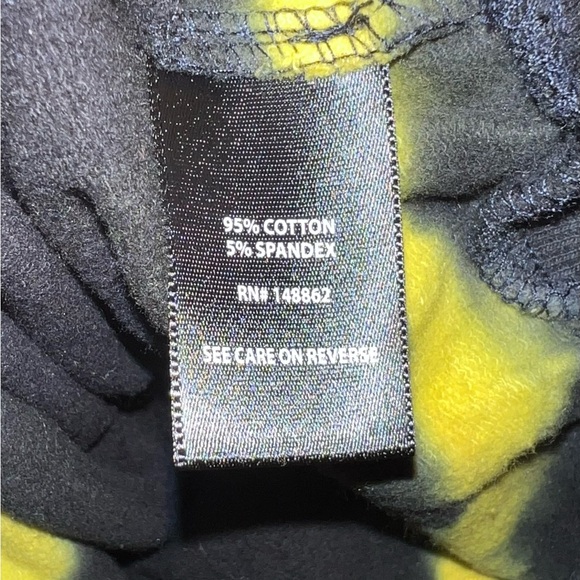 95% COTTON
5% SPANDEX
RN# 148862
SEE CARE ON REVERSE